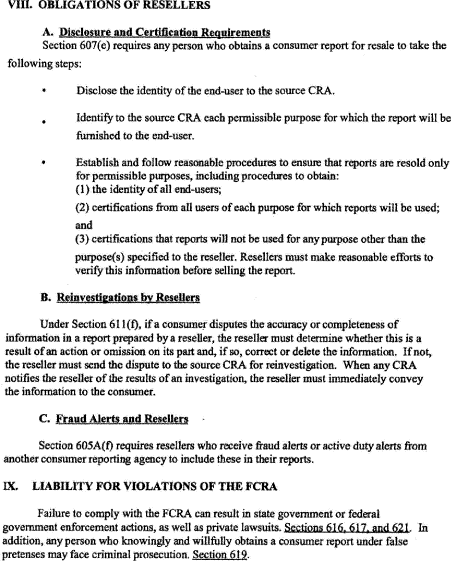 VIII. OBLIGATIONS OF RESELLERS
A. Disclosure and Certification Requirements
Section 607(e) requires any person who obtains a consumer report for resale to take the
following steps:
• Disclose the identity of the end-user to the source CRA.
• Identify to the source CRA each permissible purpose for which the report will be
furnished to the end-user.
• Establish and follow reasonable procedures to ensure that reports are resold only
for permissible purposes, including procedures to obtain:
(1) the identity of all end-users;
(2) certifications from all users of each purpose for which reports will be used;
and
(3) certifications that reports will not be used for any purpose other than the
purpose(s) specified to the reseller. Resellers must make reasonable efforts to
verify this information before selling the report.
B. Reinvestigations by Resellers
Under Section 611(f), if a consumer disputes the accuracy or completeness of
information in a report prepared by a reseller, the reseller must determine whether this is a
result of an action or omission on its part and, if so, correct or delete the information. If not,
the reseller must send the dispute to the source CRA for reinvestigation. When any CRA
notifies the reseller of the results of an investigation, the reseller must immediately convey
the information to the consumer.
C. Fraud Alerts and Resellers
Section 605A(f) requires resellers who receive fraud alerts or active duty alerts from
another consumer reporting agency to include these in their reports.
IX. LIABILITY FOR VIOLATIONS OF THE FCRA
Failure to comply with the FCRA can result in state government or federal
government enforcement actions, as well as private lawsuits. Sections 616, 617, and 621. In
addition, any person who knowingly and willfully obtains a consumer report under false
pretenses may face criminal prosecution. Section 619.